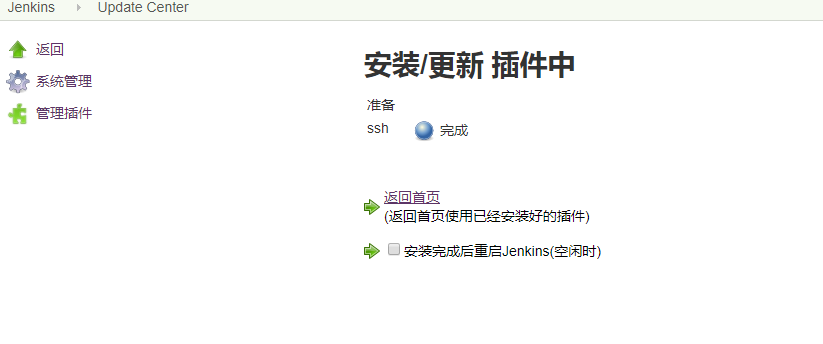 Jenkins Update Center
返回
系统管理
管理插件
安装/更新 插件中
准备
ssh 完成
返回首页
(返回首页使用已经安装好的插件)
安装完成后重启Jenkins(空闲时)